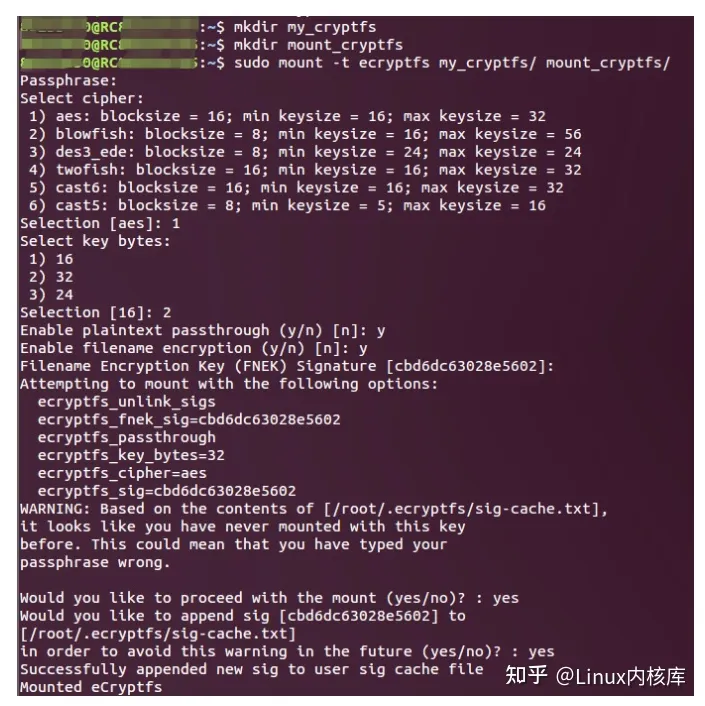 @RC :~$ mkdir my_cryptfs
0@RC :~$ mkdir mount_cryptfs
0@RC :~$ sudo mount -t ecryptfs my_cryptfs/ mount_cryptfs/
Passphrase:
Select cipher:
1) aes: blocksize = 16; min keysize = 16; max keysize = 32
2) blowfish: blocksize = 8; min keysize = 16; max keysize = 56
3) des3_ede: blocksize = 8; min keysize = 24; max keysize = 24
4) twofish: blocksize = 16; min keysize = 16; max keysize = 32
5) cast6: blocksize = 16; min keysize = 16; max keysize = 32
6) cast5: blocksize = 8; min keysize = 5; max keysize = 16
Selection [aes]: 1
Select key bytes:
1) 16
2) 32
3) 24
Selection [16]: 2
Enable plaintext passthrough (y/n) [n]: y
Enable filename encryption (y/n) [n]: y
Filename Encryption Key (FNEK) Signature [cbd6dc63028e5602]:
Attempting to mount with the following options:
ecryptfs_unlink_sigs
ecryptfs_fnek_sig=cbd6dc63028e5602
ecryptfs_passthrough
ecryptfs_key_bytes=32
ecryptfs_cipher=aes
ecryptfs_sig=cbd6dc63028e5602
WARNING: Based on the contents of [/root/.ecryptfs/sig-cache.txt],
it looks like you have never mounted with this key
before. This could mean that you have typed your
passphrase wrong.
Would you like to proceed with the mount (yes/no)? : yes
Would you like to append sig [cbd6dc63028e5602] to
[/root/.ecryptfs/sig-cache.txt]
in order to avoid this warning in the future (yes/no)? : yes
Successfully appended new sig to user sig cache file
Mounted eCryptfs
知乎 @Linux内核库